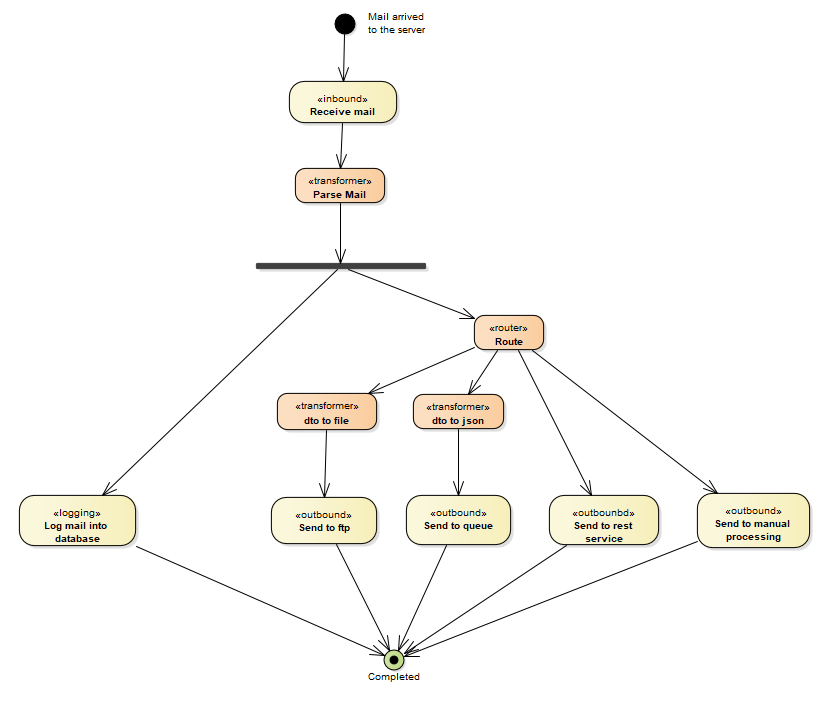 Mail arrived
to the server
«inbound»
Receive mail
«transformer»
Parse Mail
«router»
Route
«transformer»
dto to file
«transformer»
dto to json
«logging»
Log mail into
database
«outbound»
Send to ftp
«outbound»
Send to queue
«outbounbd»
Send to rest
service
«outbound»
Send to manual
processing
Completed